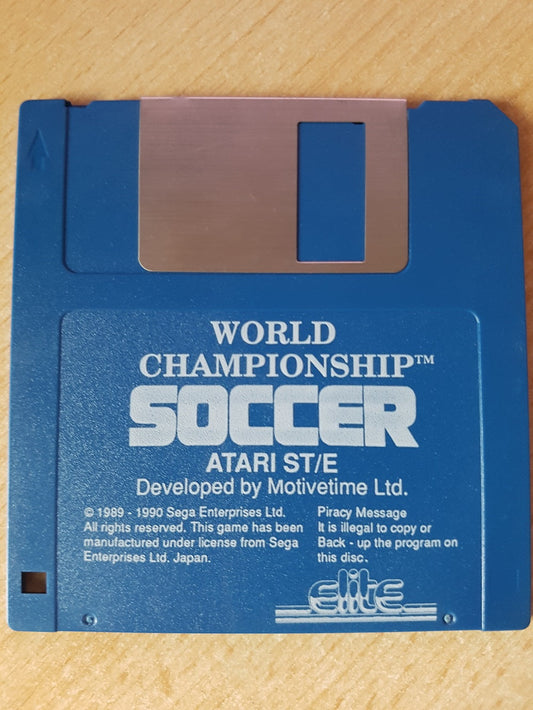 WORLD
CHAMPIONSHIP™
SOCCER
ATARI ST/E
Developed by Motivetime Ltd.
© 1989 - 1990 Sega Enterprises Ltd.
All rights reserved. This game has been
manufactured under license from Sega
Enterprises Ltd. Japan.
Piracy Message
It is illegal to copy or
Back - up the program on
this disc.
elite